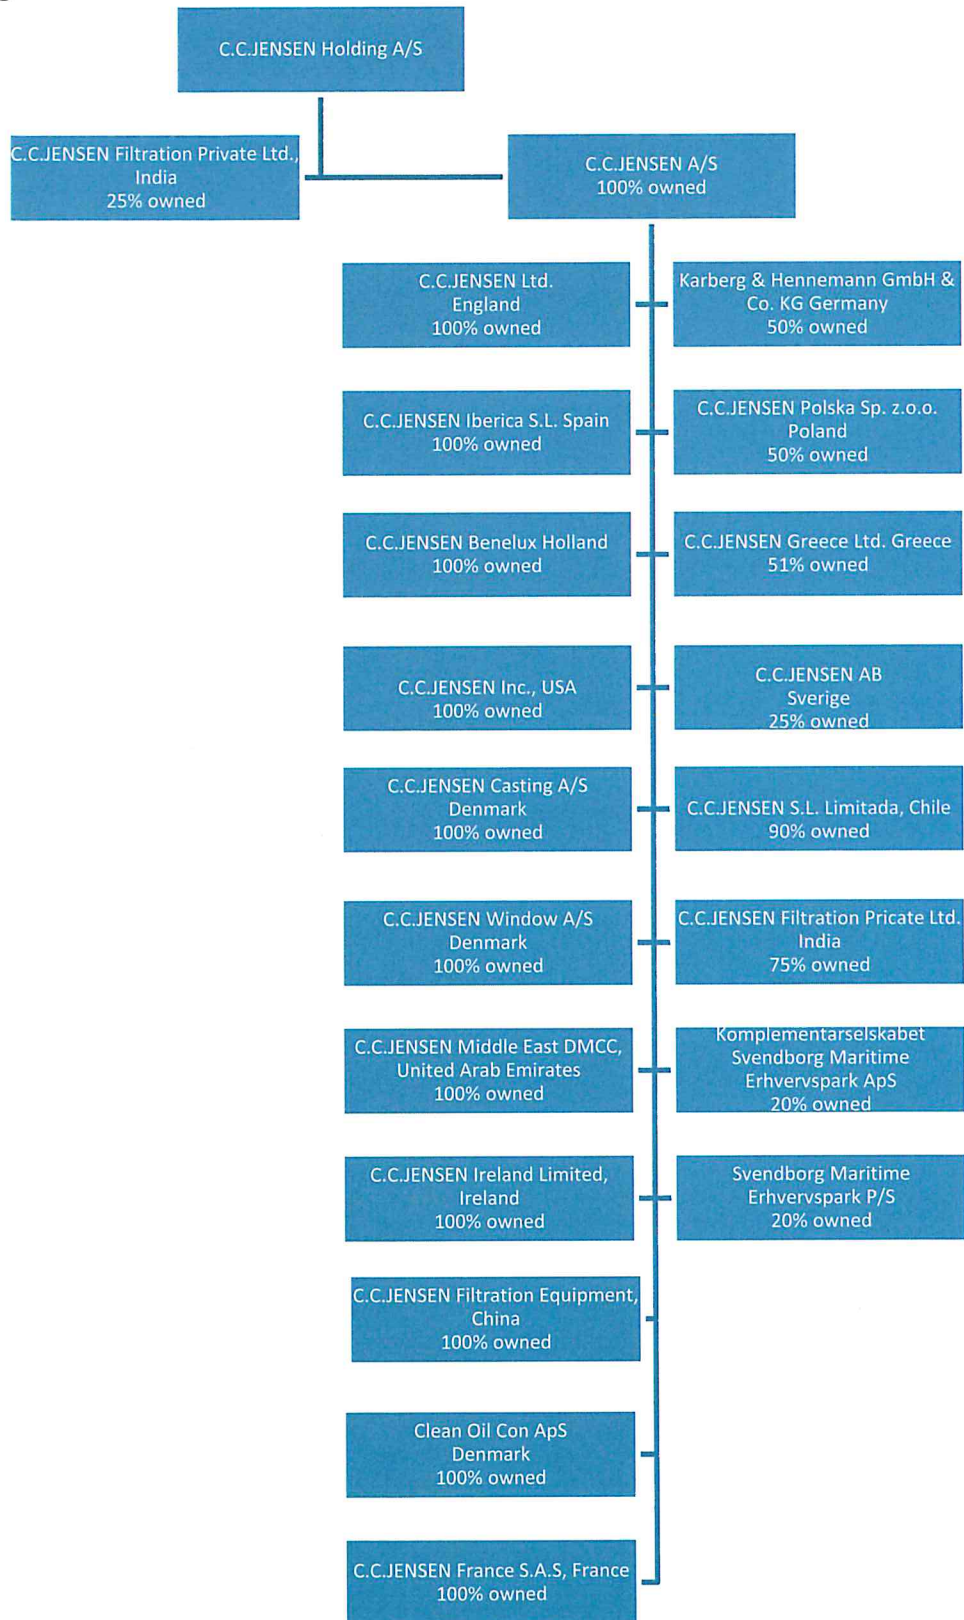 C.C.JENSEN Holding A/S
C.C.JENSEN Filtration Private Ltd.,
India
25% owned
C.C.JENSEN A/S
100% owned
C.C.JENSEN Ltd.
England
100% owned
Karberg & Hennemann GmbH &
Co. KG Germany
50% owned
C.C.JENSEN Iberica S.L. Spain
100% owned
C.C.JENSEN Polska Sp. z.o.o.
Poland
50% owned
C.C.JENSEN Benelux Holland
100% owned
C.C.JENSEN Greece Ltd. Greece
51% owned
C.C.JENSEN Inc., USA
100% owned
C.C.JENSEN AB
Sverige
25% owned
C.C.JENSEN Casting A/S
Denmark
100% owned
C.C.JENSEN S.L. Limitada, Chile
90% owned
C.C.JENSEN Window A/S
Denmark
100% owned
C.C.JENSEN Filtration Pricate Ltd.
India
75% owned
C.C.JENSEN Middle East DMCC,
United Arab Emirates
100% owned
Komplementarselskabet
Svendborg Maritime
Erhvervspark ApS
20% owned
C.C.JENSEN Ireland Limited,
Ireland
100% owned
Svendborg Maritime
Erhvervspark P/S
20% owned
C.C.JENSEN Filtration Equipment,
China
100% owned
Clean Oil Con ApS
Denmark
100% owned
C.C.JENSEN France S.A.S, France
100% owned